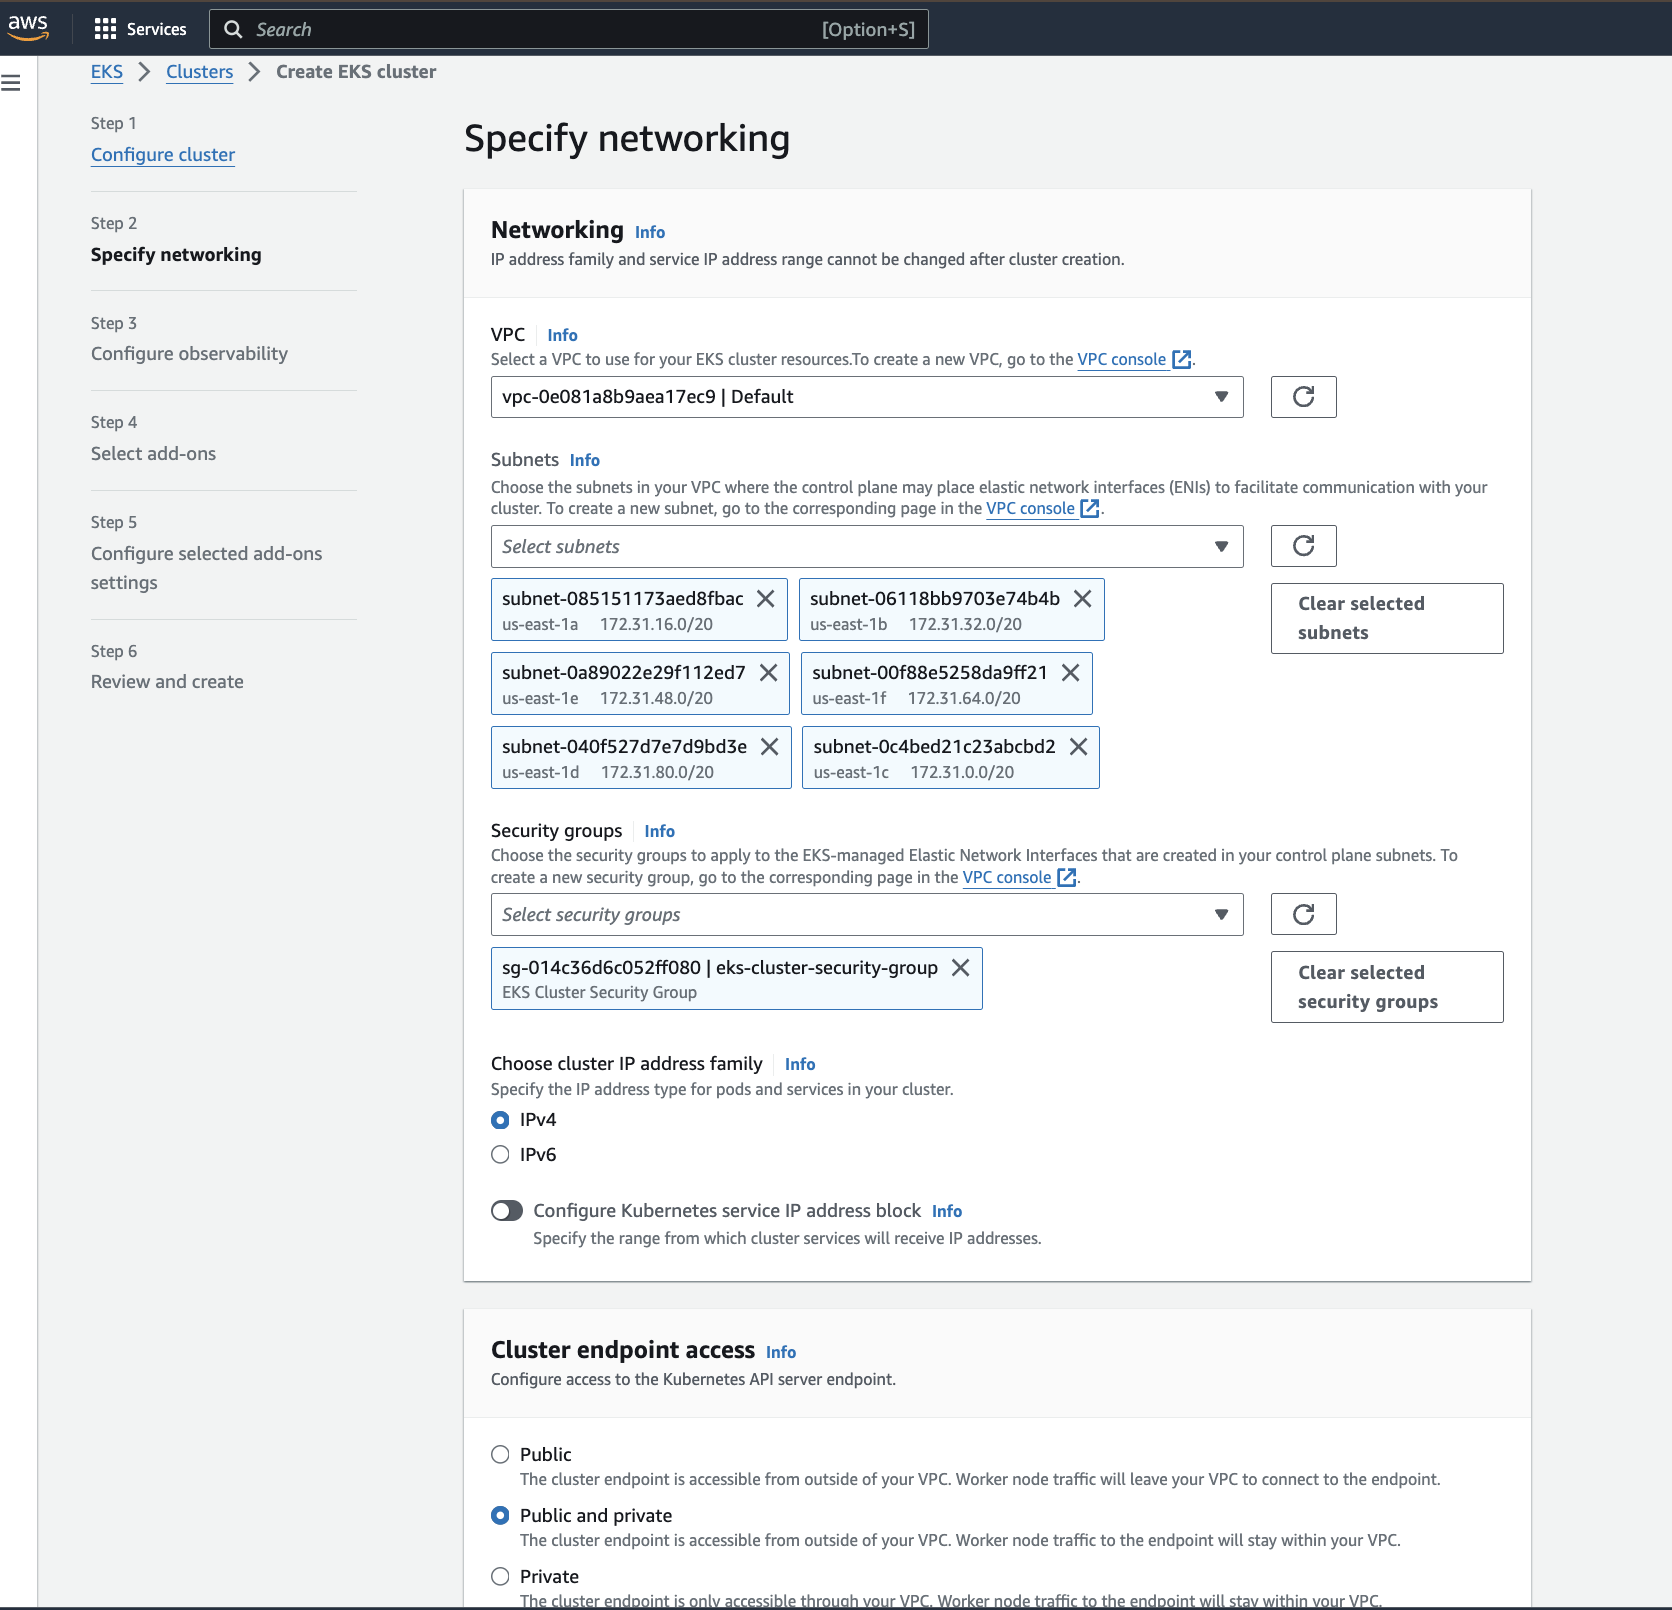 aws
Services
Search
[Option+S]
EKS
Clusters
Create EKS cluster
Step 1
Configure cluster
Step 2
Specify networking
Step 3
Configure observability
Step 4
Select add-ons
Step 5
Configure selected add-ons
settings
Step 6
Review and create
Specify networking
Networking Info
IP address family and service IP address range cannot be changed after cluster creation.
VPC Info
Select a VPC to use for your EKS cluster resources.To create a new VPC, go to the VPC console.
vpc-0e081a8b9aea17ec9 | Default
Subnets Info
Choose the subnets in your VPC where the control plane may place elastic network interfaces (ENIs) to facilitate communication with your
cluster. To create a new subnet, go to the corresponding page in the VPC console.
Select subnets
subnet-085151173aed8fbac
us-east-1a 172.31.16.0/20
subnet-06118bb9703e74b4b
us-east-1b 172.31.32.0/20
Clear selected
subnets
subnet-0a89022e29f112ed7
us-east-1e 172.31.48.0/20
subnet-00f88e5258da9ff21
us-east-1f 172.31.64.0/20
subnet-040f527d7e7d9bd3e
us-east-1d 172.31.80.0/20
subnet-0c4bed21c23abcbd2
us-east-1c 172.31.0.0/20
Security groups Info
Choose the security groups to apply to the EKS-managed Elastic Network Interfaces that are created in your control plane subnets. To
create a new security group, go to the corresponding page in the VPC console.
Select security groups
sg-014c36d6c052ff080 | eks-cluster-security-group
EKS Cluster Security Group
Clear selected
security groups
Choose cluster IP address family Info
Specify the IP address type for pods and services in your cluster.
IPv4
IPv6
Configure Kubernetes service IP address block Info
Specify the range from which cluster services will receive IP addresses.
Cluster endpoint access Info
Configure access to the Kubernetes API server endpoint.
Public
The cluster endpoint is accessible from outside of your VPC. Worker node traffic will leave your VPC to connect to the endpoint.
Public and private
The cluster endpoint is accessible from outside of your VPC. Worker node traffic to the endpoint will stay within your VPC.
Private
The cluster endpoint is only accessible through your VPC. Worker node traffic to the endpoint will stay within your VPC.